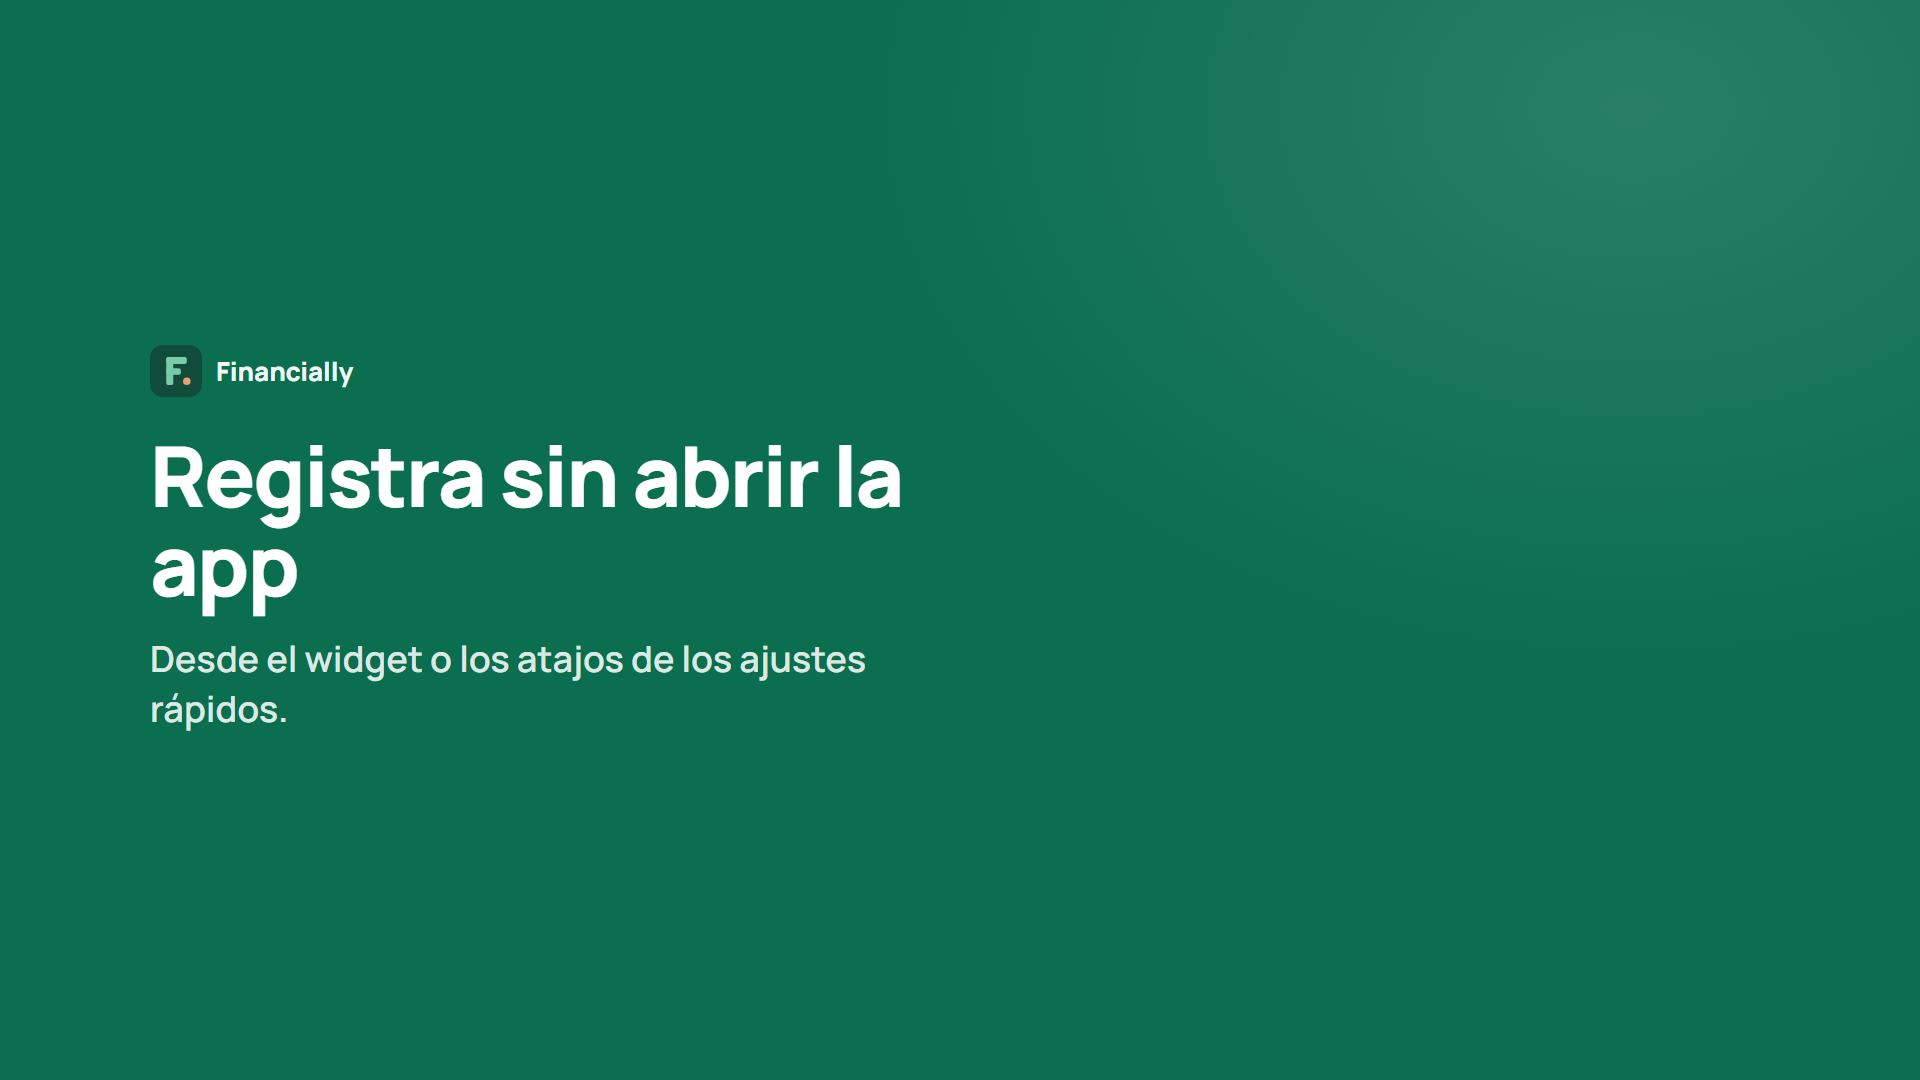 F.
Financially
Registra sin abrir la
app
Desde el widget o los atajos de los ajustes
rápidos.